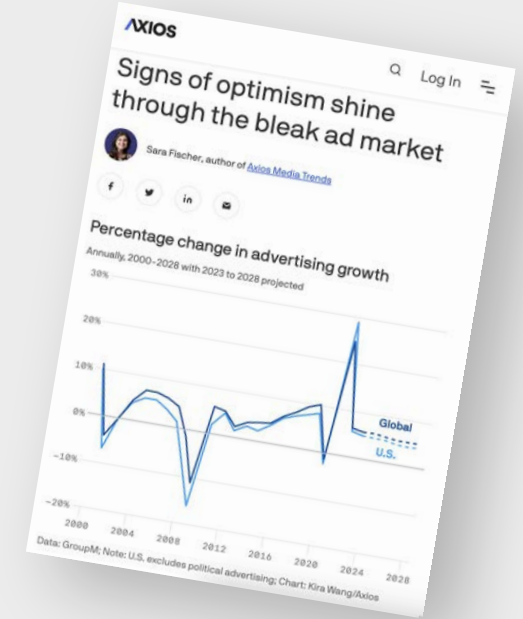 AXIOS
Log In
Signs of optimism shine
through the bleak ad market
Sara Fischer, author of Axios Media Trends
Percentage change in advertising growth
Annually, 2000-2028 with 2023 to 2028 projected
30%
20%
10%
0%
-10%
-20%
Global
U.S.
2000 2004 2008 2012 2016 2020 2024 2028
Data: GroupM; Note: U.S. excludes political advertising; Chart: Kira Wang/Axios